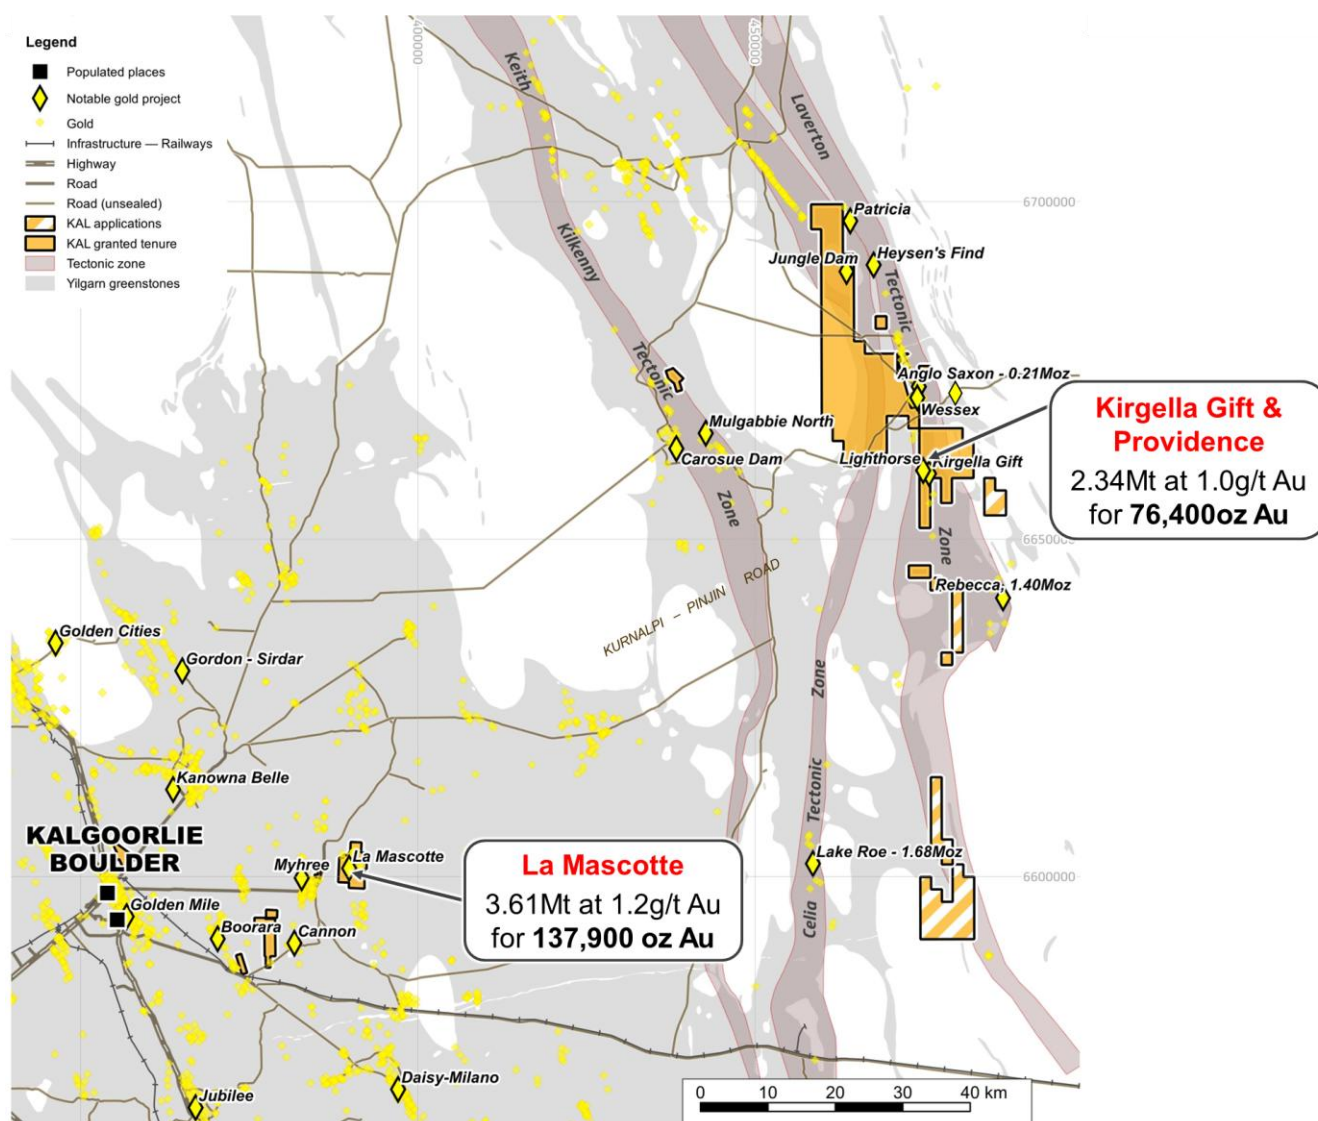 Legend
Populated places
Notable gold project
Gold
Infrastructure — Railways
Highway
Road
Road (unsealed)
KAL applications
KAL granted tenure
Tectonic zone
Yilgarn greenstones
400000
450000
Keith
Kilkenny
Tectonic
Zone
Laverton
Tectonic
Zone
6700000
Patricia
Jungle Dam
Heysen's Find
Anglo Saxon - 0.21Moz
Wessex
Mulgabbie North
Carosue Dam
Lighthorse
Kirgella Gift
Kirgella Gift &
Providence
2.34Mt at 1.0g/t Au
for 76,400oz Au
6650000
Rebecca, 1.40Moz
KURNALPI – PINJIN ROAD
Golden Cities
Gordon - Sirdar
Celia
Tectonic
Zone
Kanowna Belle
KALGOORLIE
BOULDER
Golden Mile
Myhree
La Mascotte
Boorara
Cannon
La Mascotte
3.61Mt at 1.2g/t Au
for 137,900 oz Au
Lake Roe - 1.68Moz
6600000
Jubilee
Daisy-Milano
0 10 20 30 40 km